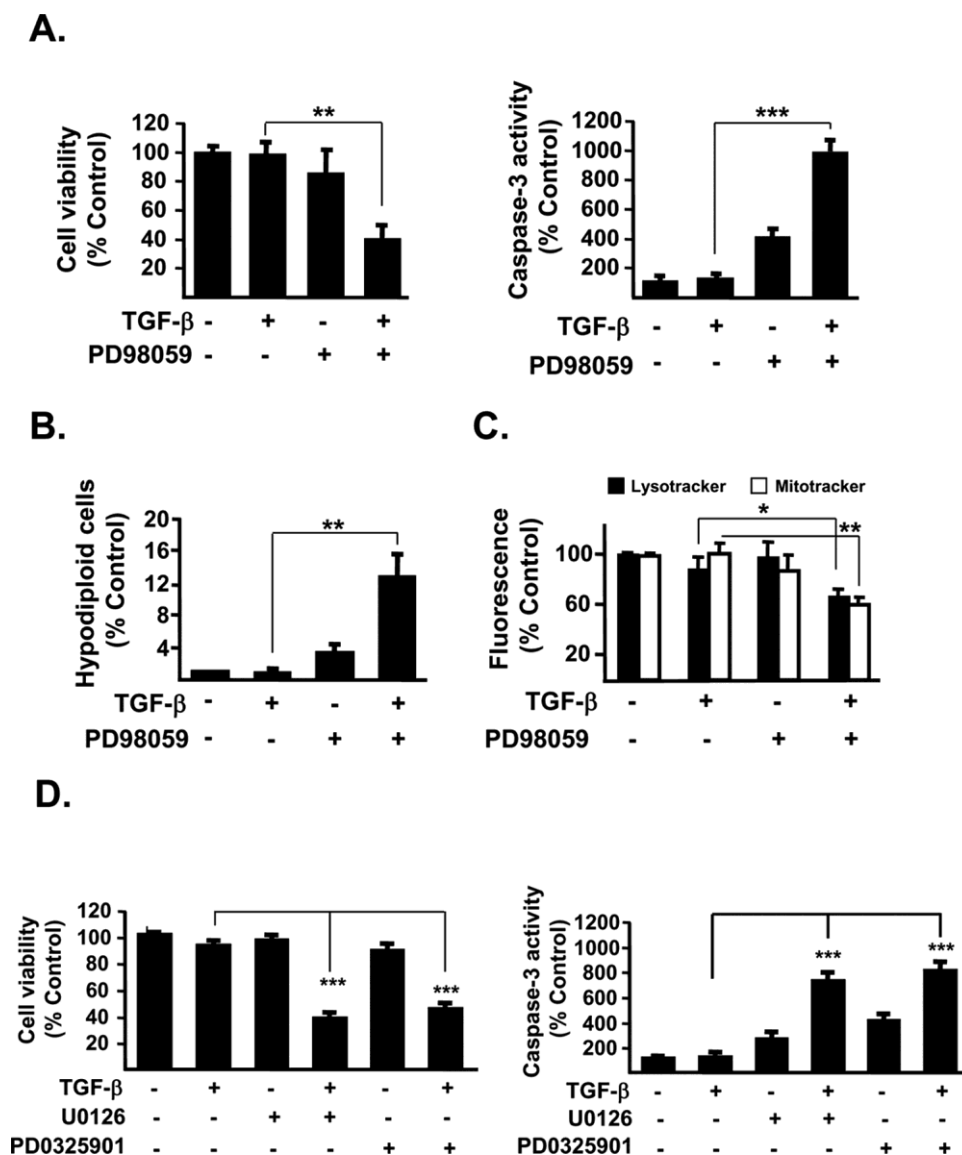 A.
Cell viability
(% Control)
120
100
80
60
40
20
**
TGF-β - + - +
PD98059 - - + +
Caspase-3 activity
(% Control)
1200
1000
800
600
400
200
***
TGF-β - + - +
PD98059 - - + +
B.
Hypodiploid cells
(% Control)
20
16
12
8
4
**
TGF-β - + - +
PD98059 - - + +
C.
Lysotracker Mitotracker
Fluorescence
(% Control)
100
60
20
* **
TGF-β - + - +
PD98059 - - + +
D.
Cell viability
(% Control)
120
100
80
60
40
20
*** ***
TGF-β - + - + - +
U0126 - - + + - -
PD0325901 - - - - + +
Caspase-3 activity
(% Control)
1200
1000
800
600
400
200
*** ***
TGF-β - + - + - +
U0126 - - + + - -
PD0325901 - - - - + +